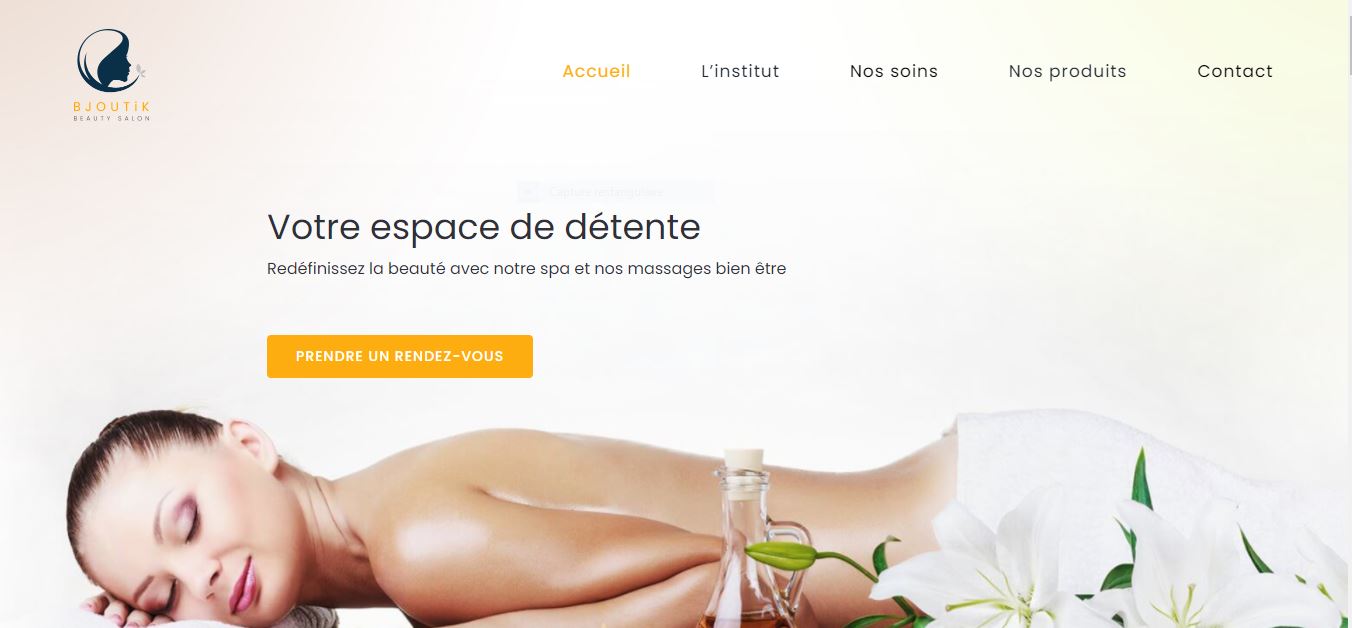 BJOUTiK
BEAUTY SALON
Accueil
L’institut
Nos soins
Nos produits
Contact
Capture rectangulaire
Votre espace de détente
Redéfinissez la beauté avec notre spa et nos massages bien être
PRENDRE UN RENDEZ-VOUS